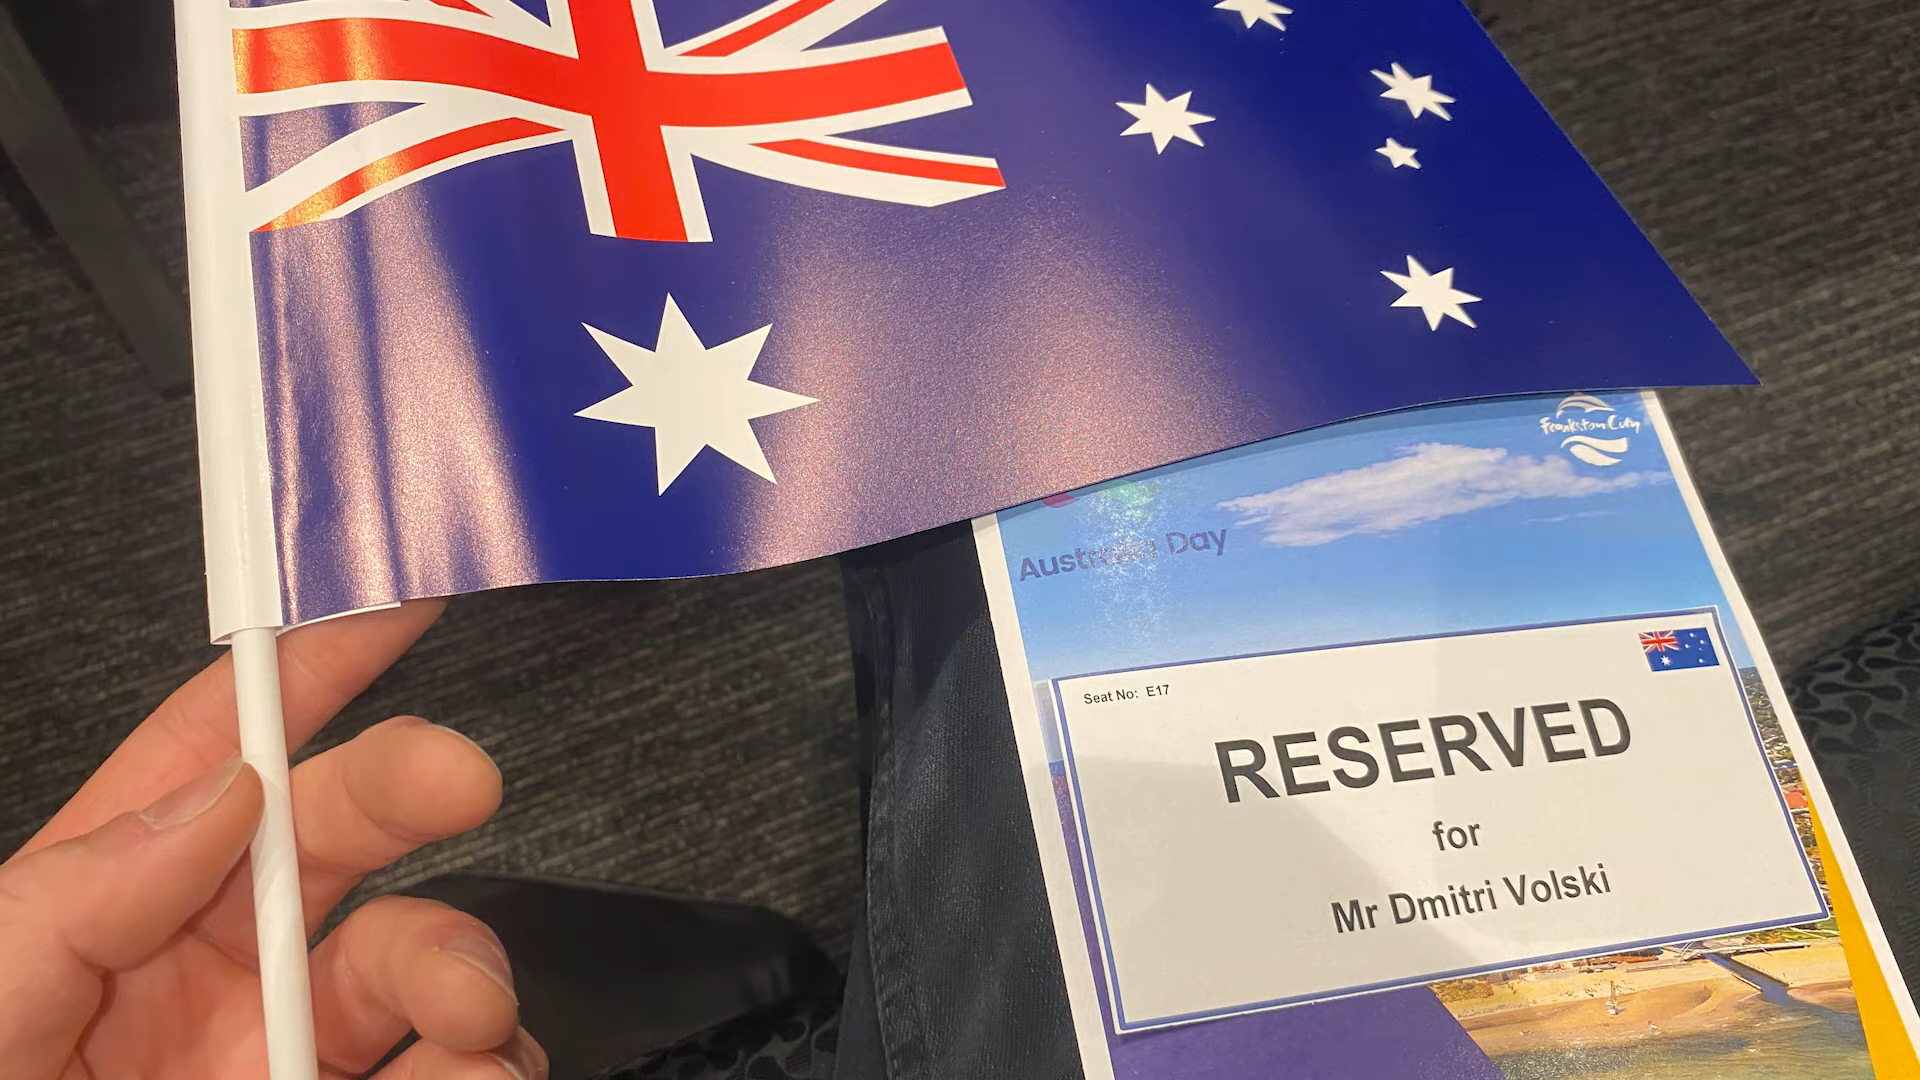 Frankston City
Australia Day
Seat No: E17
RESERVED
for
Mr Dmitri Volski